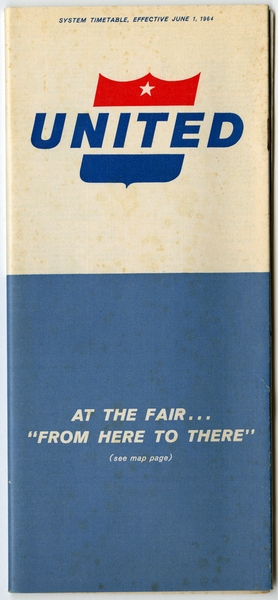 SYSTEM TIMETABLE, EFFECTIVE JUNE 1, 1964
UNITED
AT THE FAIR...
"FROM HERE TO THERE"
(see map page)